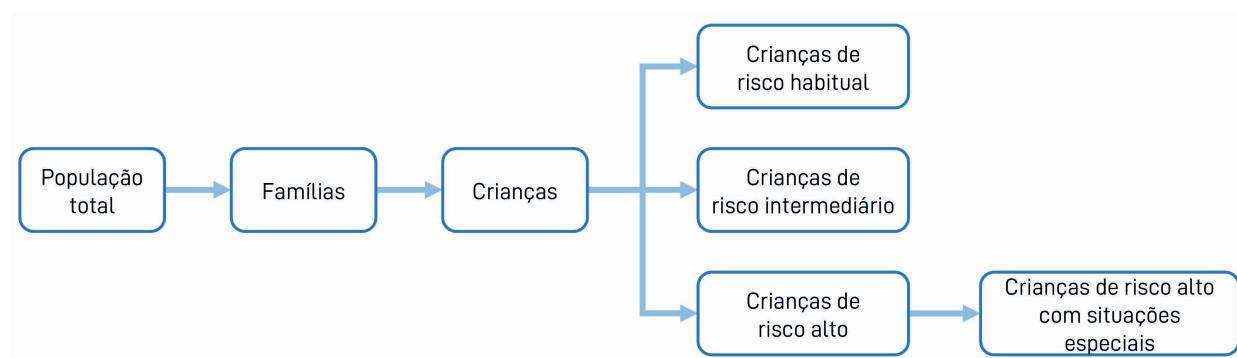 População
total
Famílias
Crianças
Crianças de
risco habitual
Crianças de
risco intermediário
Crianças de
risco alto
Crianças de risco alto
com situações
especiais